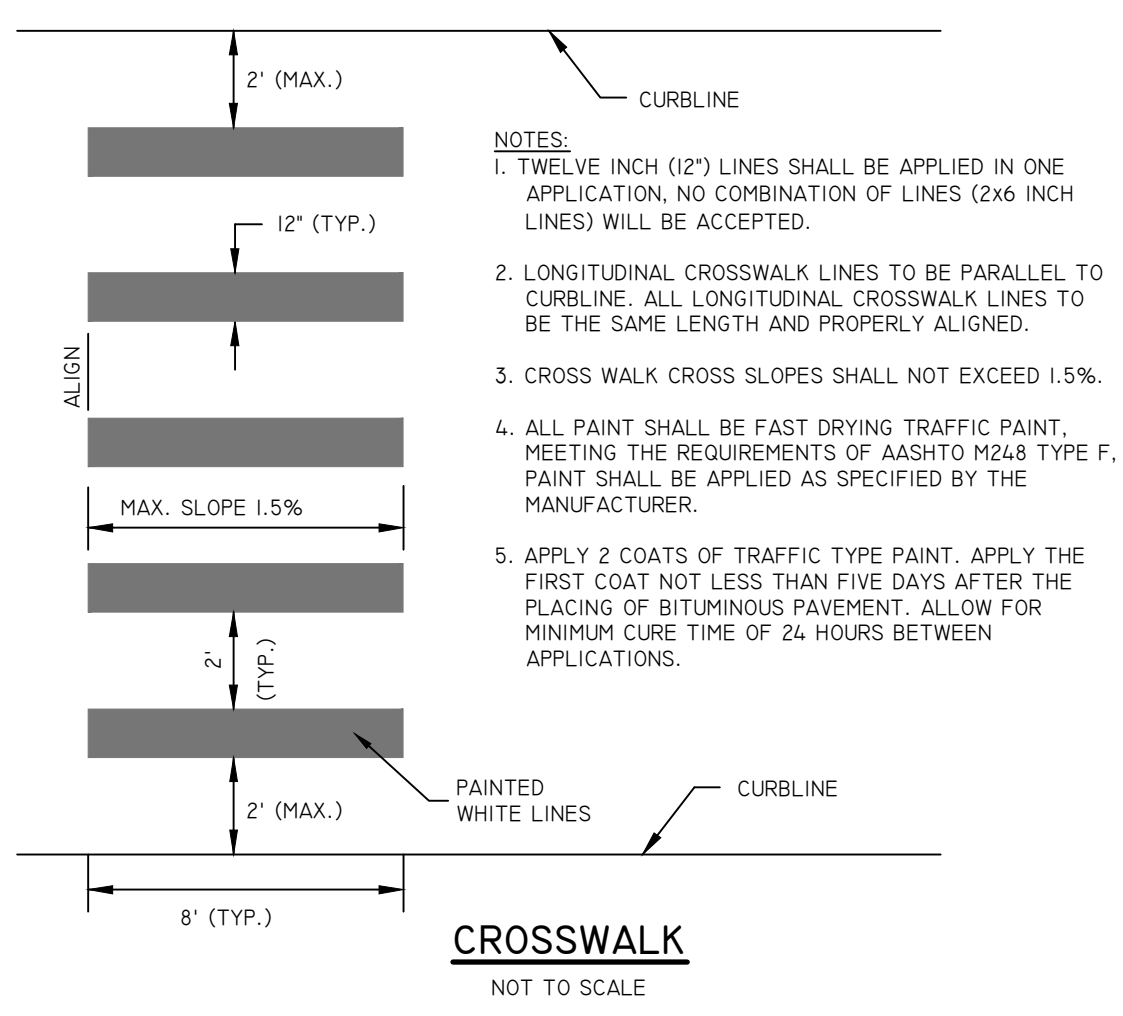 2' (MAX.)
CURBLINE
NOTES:
1. TWELVE INCH (12") LINES SHALL BE APPLIED IN ONE
APPLICATION, NO COMBINATION OF LINES (2x6 INCH
LINES) WILL BE ACCEPTED.
12" (TYP.)
2. LONGITUDINAL CROSSWALK LINES TO BE PARALLEL TO
CURBLINE. ALL LONGITUDINAL CROSSWALK LINES TO
BE THE SAME LENGTH AND PROPERLY ALIGNED.
ALIGN
3. CROSS WALK CROSS SLOPES SHALL NOT EXCEED 1.5%.
4. ALL PAINT SHALL BE FAST DRYING TRAFFIC PAINT,
MEETING THE REQUIREMENTS OF AASHTO M248 TYPE F,
PAINT SHALL BE APPLIED AS SPECIFIED BY THE
MANUFACTURER.
MAX. SLOPE 1.5%
5. APPLY 2 COATS OF TRAFFIC TYPE PAINT. APPLY THE
FIRST COAT NOT LESS THAN FIVE DAYS AFTER THE
PLACING OF BITUMINOUS PAVEMENT. ALLOW FOR
MINIMUM CURE TIME OF 24 HOURS BETWEEN
APPLICATIONS.
2'
(TYP.)
PAINTED
WHITE LINES
CURBLINE
2' (MAX.)
8' (TYP.)
CROSSWALK
NOT TO SCALE